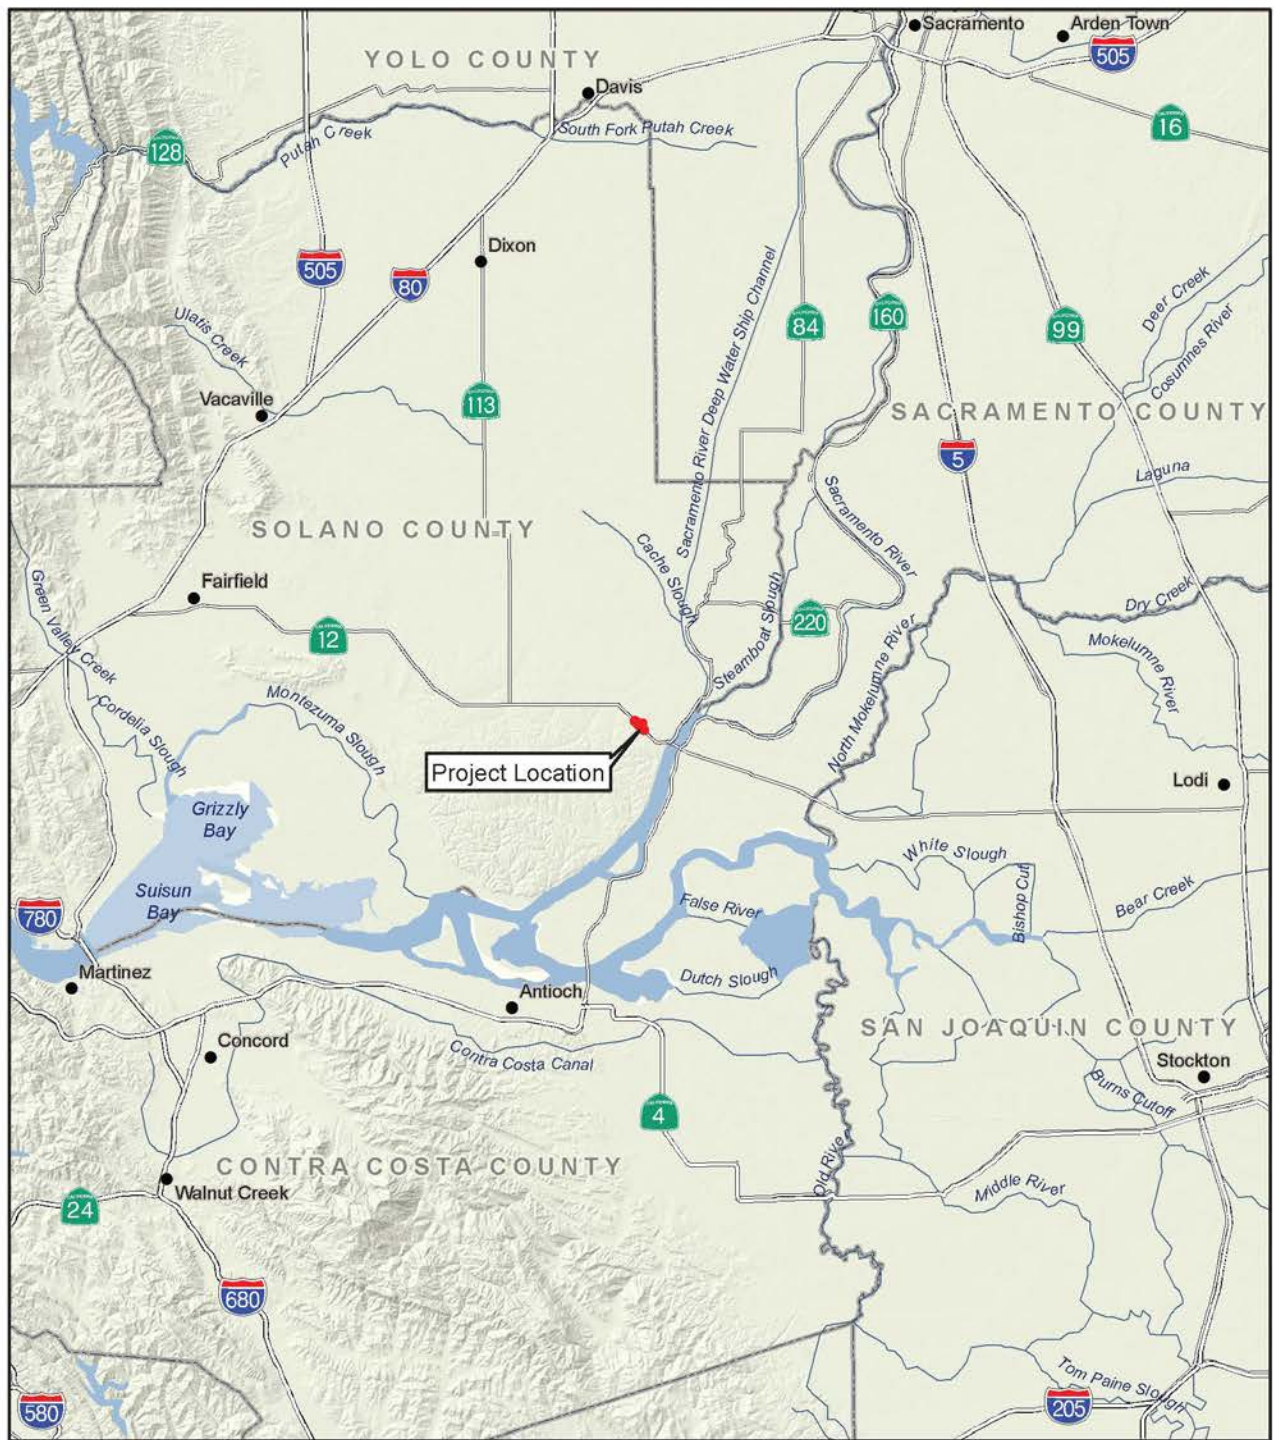 Sacramento
Arden Town
505
YOLO COUNTY
Davis
16
South Fork Putah Creek
Putah Creek
128
Dixon
505
80
Sacramento River Deep Water Ship Channel
84
160
99
Deer Creek
Cosumnes River
Ulatis Creek
Vacaville
113
SACRAMENTO COUNTY
5
Laguna
Sacramento River
SOLANO COUNTY
Cache Slough
Fairfield
Green Valley Creek
Steamboat Slough
220
Dry Creek
12
North Mokelumne River
Mokelumne River
Cordelia Slough
Montezuma Slough
Project Location
Lodi
Grizzly
Bay
White Slough
Suisun
Bay
Bishop Cut
Bear Creek
780
False River
Martinez
Dutch Slough
Antioch
SAN JOAQUIN COUNTY
Concord
Contra Costa Canal
Stockton
Burns Cutoff
4
CONTRA COSTA COUNTY
Old River
Walnut Creek
Middle River
24
680
Tom Paine Slough
580
205